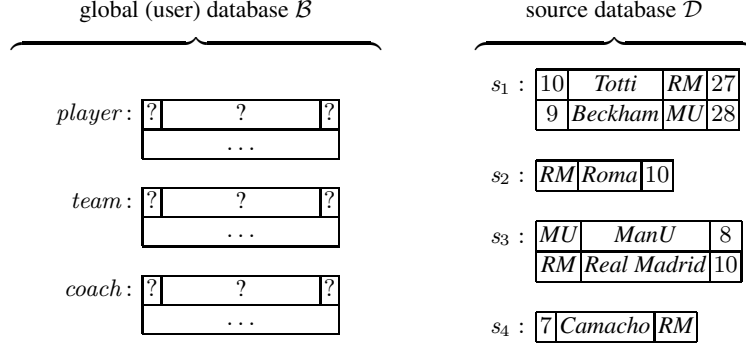 global (user) database B
source database D
player: ? ? ?
...
team: ? ? ?
...
coach: ? ? ?
...
s1 : 10 Totti RM 27
9 Beckham MU 28
s2 : RM Roma 10
s3 : MU ManU 8
RM Real Madrid 10
s4 : 7 Camacho RM